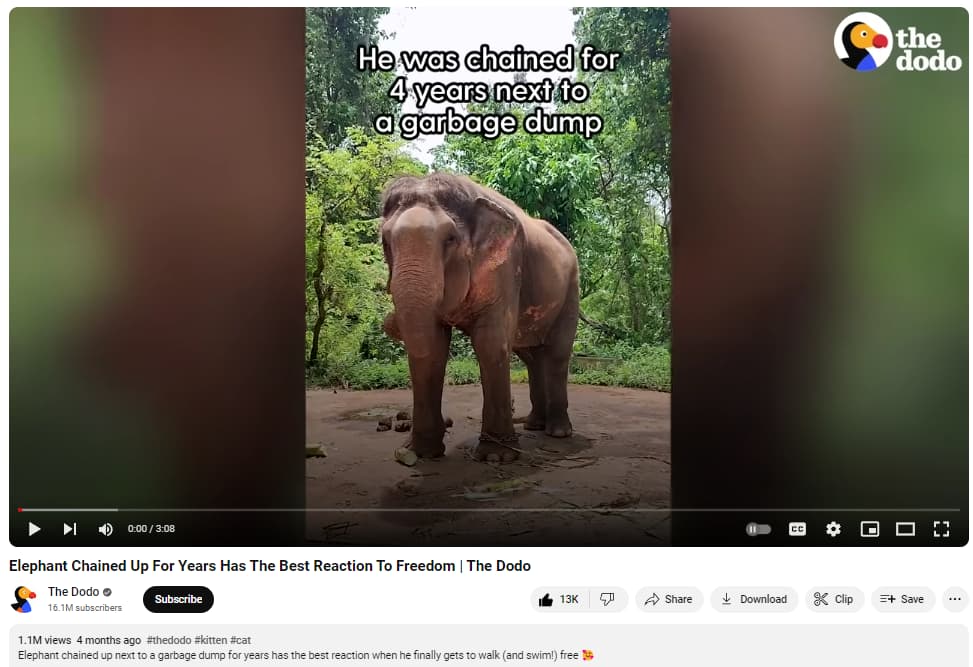 He was chained for
4 years next to
a garbage dump
the
dodo
0:00 / 3:08
CC
Elephant Chained Up For Years Has The Best Reaction To Freedom | The Dodo
The Dodo
16.1M subscribers
Subscribe
13K
Share
Download
Clip
Save
1.1M views 4 months ago #thedodo #kitten #cat
Elephant chained up next to a garbage dump for years has the best reaction when he finally gets to walk (and swim!) free 🥰